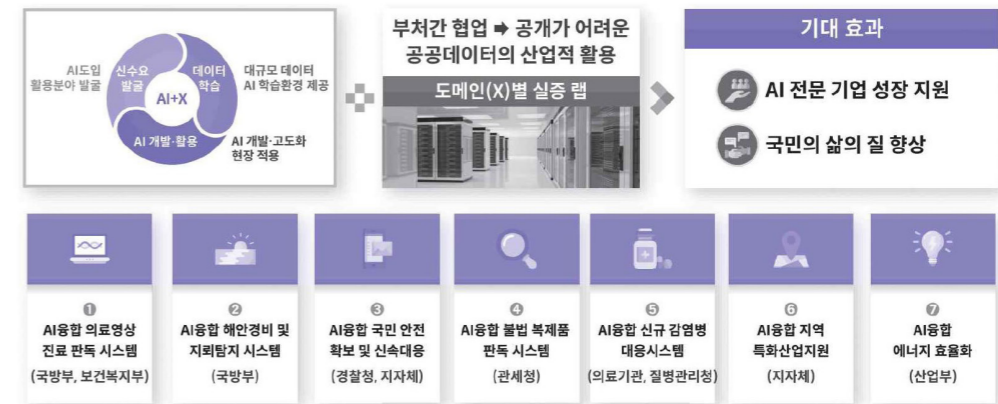 AI도입
활용분야 발굴
신수요
발굴
데이터
학습
AI+X
AI 개발·활용
대규모 데이터
AI 학습환경 제공
AI 개발·고도화
현장 적용
부처간 협업 ➡ 공개가 어려운
공공데이터의 산업적 활용
도메인(X)별 실증 랩
기대 효과
AI 전문 기업 성장 지원
국민의 삶의 질 향상
❶
AI융합 의료영상
진료 판독 시스템
(국방부, 보건복지부)
❷
AI융합 해안경비 및
지뢰탐지 시스템
(국방부)
❸
AI융합 국민 안전
확보 및 신속대응
(경찰청, 지자체)
❹
AI융합 불법 복제품
판독 시스템
(관세청)
❺
AI융합 신규 감염병
대응시스템
(의료기관, 질병관리청)
❻
AI융합 지역
특화산업지원
(지자체)
❼
AI융합
에너지 효율화
(산업부)